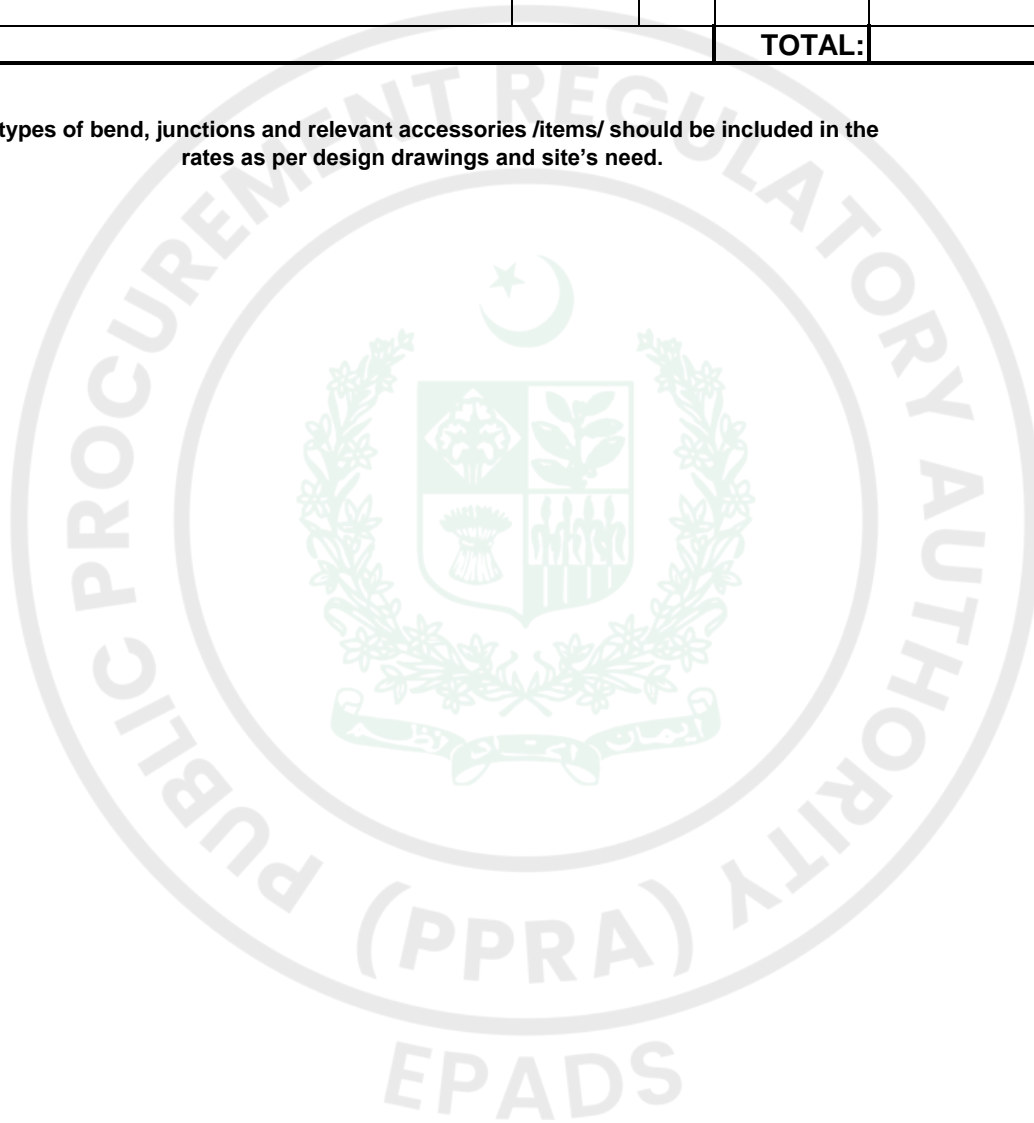 TOTAL:
types of bend, junctions and relevant accessories /items/ should be included in the
rates as per design drawings and site's need.
PUBLIC PROCUREMENT REGULATORY AUTHORITY
(PPRA)
EPADS